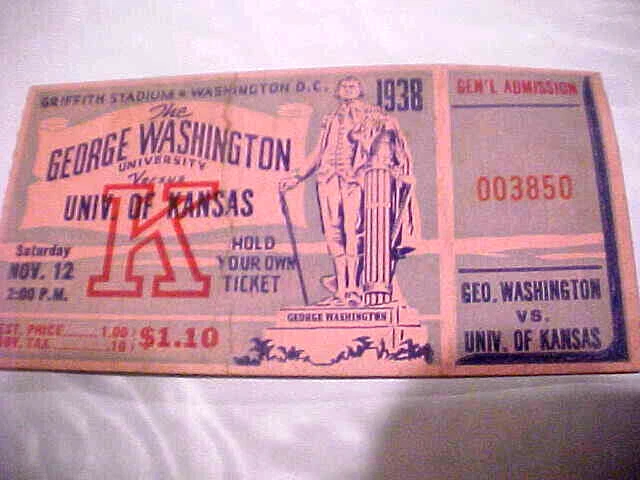 GRIFFITH STADIUM • WASHINGTON D.C.
1938
The
GEORGE WASHINGTON
UNIVERSITY
Versus
UNIV. OF KANSAS
K
Saturday
NOV. 12
2:00 P.M.
HOLD
YOUR OWN
TICKET
EST. PRICE 1.00
GOV. TAX 10
$1.10
GEORGE WASHINGTON
GEN'L ADMISSION
003850
GEO. WASHINGTON
VS.
UNIV. OF KANSAS